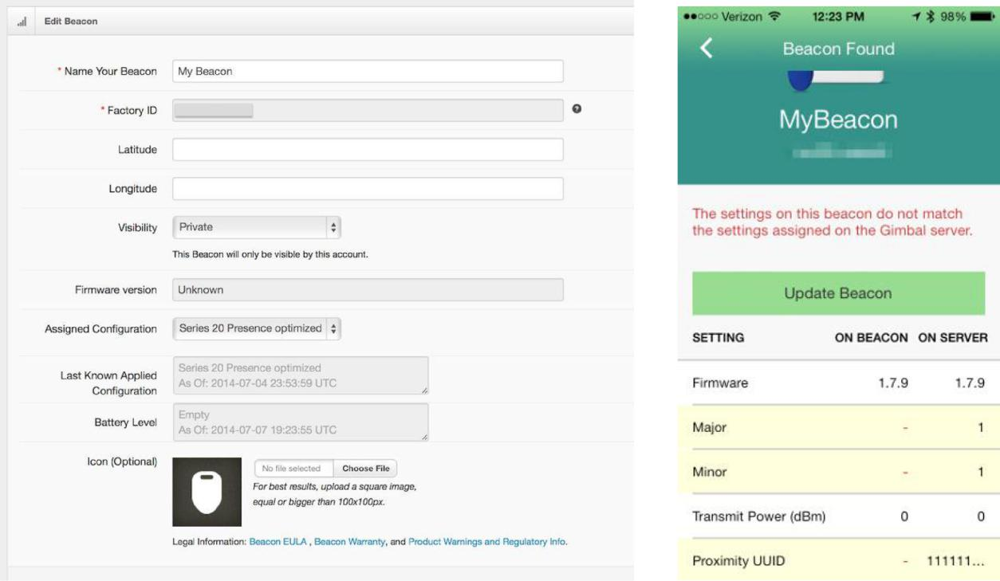 Edit Beacon
* Name Your Beacon My Beacon
* Factory ID
Latitude
Longitude
Visibility Private
This Beacon will only be visible by this account.
Firmware version Unknown
Assigned Configuration Series 20 Presence optimized
Last Known Applied
Configuration
Series 20 Presence optimized
As Of: 2014-07-04 23:53:59 UTC
Battery Level
Empty
As Of: 2014-07-07 19:23:55 UTC
Icon (Optional)
No file selected Choose File
For best results, upload a square image,
equal or bigger than 100x100px.
Legal Information: Beacon EULA , Beacon Warranty, and Product Warnings and Regulatory Info.
Verizon 12:23 PM 98%
Beacon Found
MyBeacon
The settings on this beacon do not match
the settings assigned on the Gimbal server.
Update Beacon
SETTING ON BEACON ON SERVER
Firmware 1.7.9 1.7.9
Major - 1
Minor - 1
Transmit Power (dBm) 0 0
Proximity UUID - 111111...